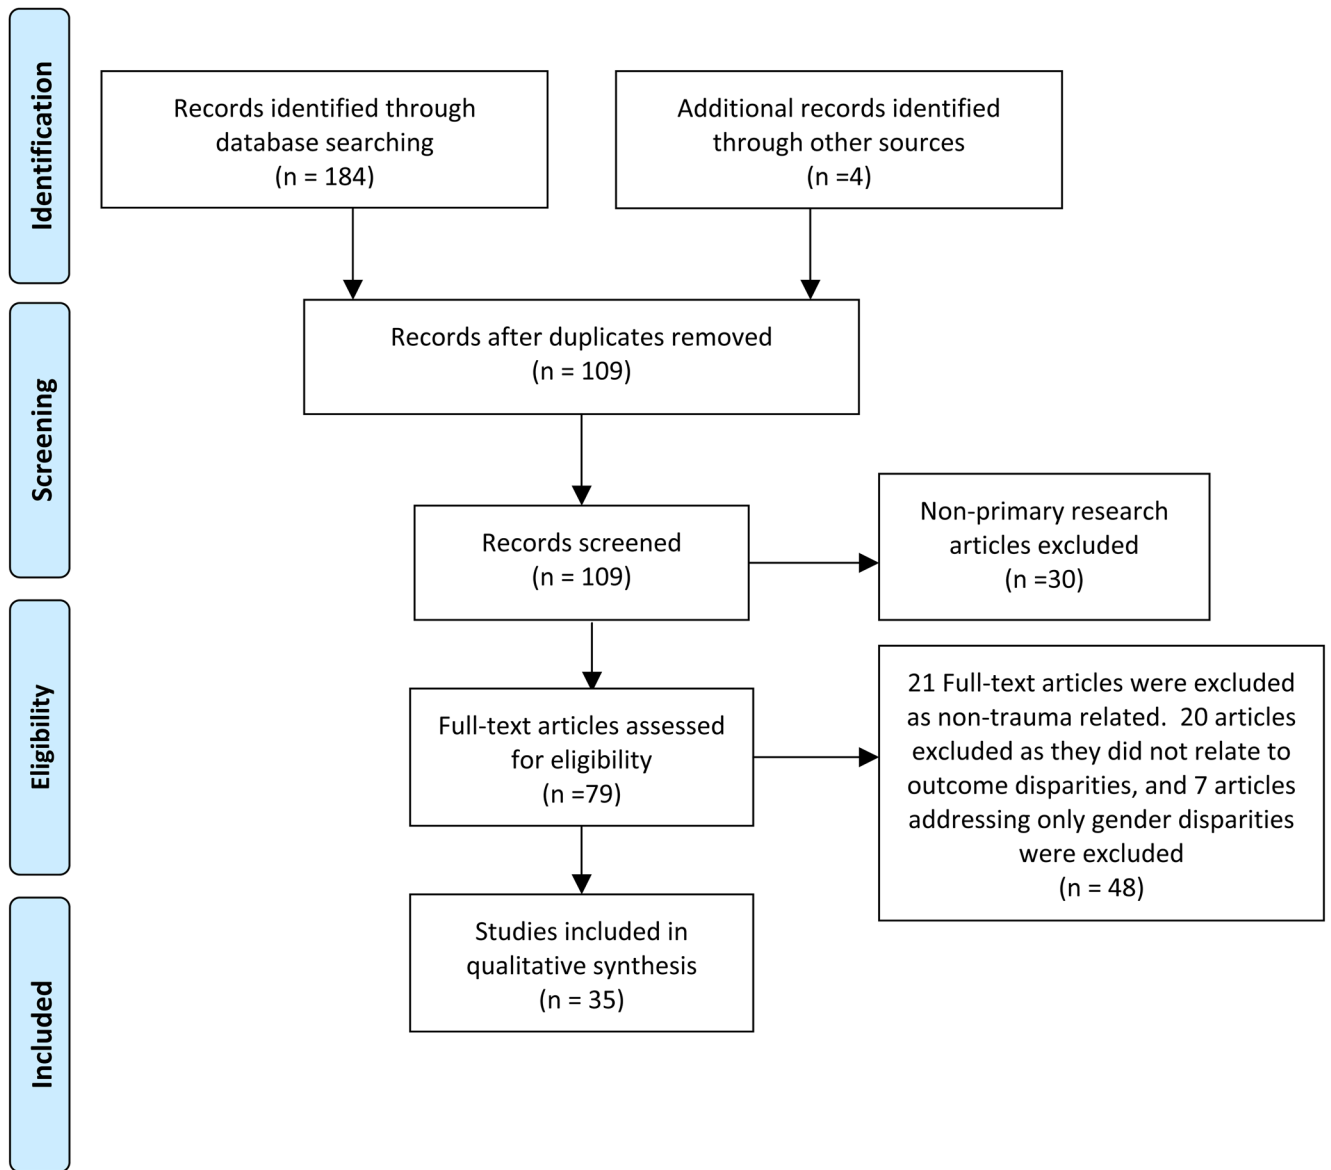 Identification
Records identified through
database searching
(n = 184)
Additional records identified
through other sources
(n =4)
Screening
Records after duplicates removed
(n = 109)
Records screened
(n = 109)
Non-primary research
articles excluded
(n =30)
Eligibility
Full-text articles assessed
for eligibility
(n =79)
21 Full-text articles were excluded
as non-trauma related.  20 articles
excluded as they did not relate to
outcome disparities, and 7 articles
addressing only gender disparities
were excluded
(n = 48)
Included
Studies included in
qualitative synthesis
(n = 35)